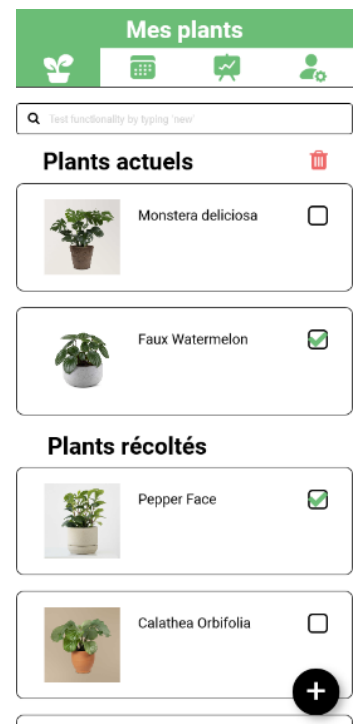 Mes plants
Test functionality by typing 'new'
Plants actuels
Monstera deliciosa
Faux Watermelon
Plants récoltés
Pepper Face
Calathea Orbifolia